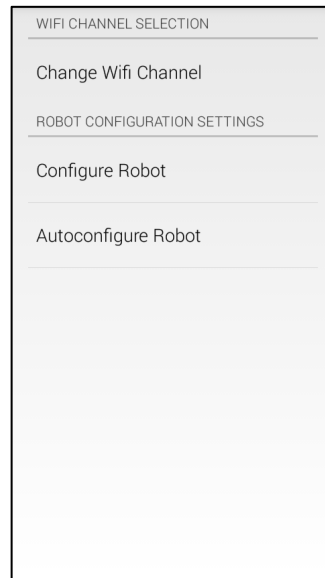 WIFI CHANNEL SELECTION
Change Wifi Channel
ROBOT CONFIGURATION SETTINGS
Configure Robot
Autoconfigure Robot